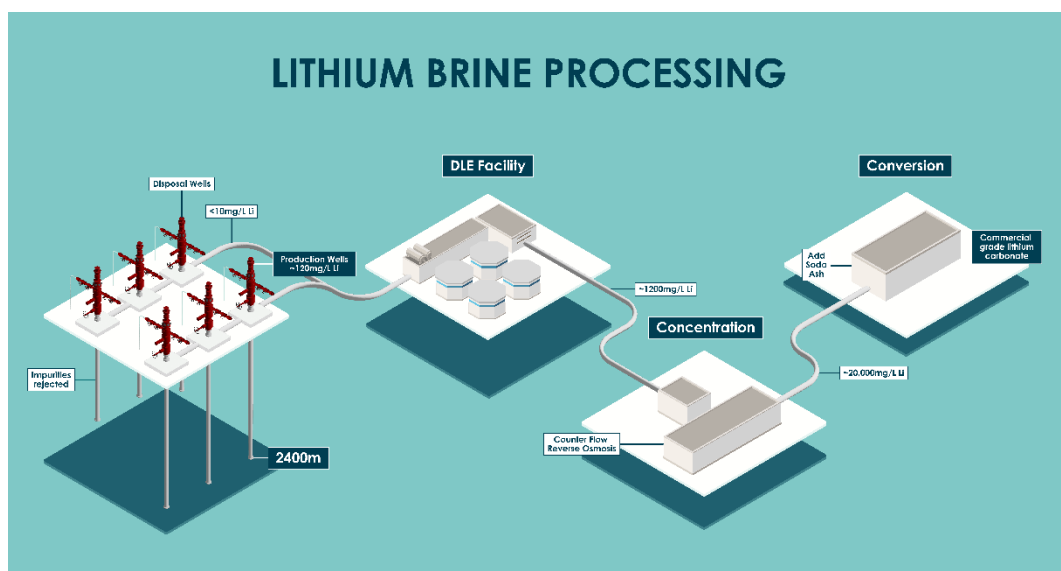 LITHIUM BRINE PROCESSING
DLE Facility
Conversion
Disposal Wells
<10mg/L Li
Production Wells
~120mg/L Li
Commercial
grade lithium
carbonate
Add
Soda
Ash
~1200mg/L Li
Concentration
Impurities
rejected
~20.000mg/L Li
Counter Flow
Reverse Osmosis
2400m